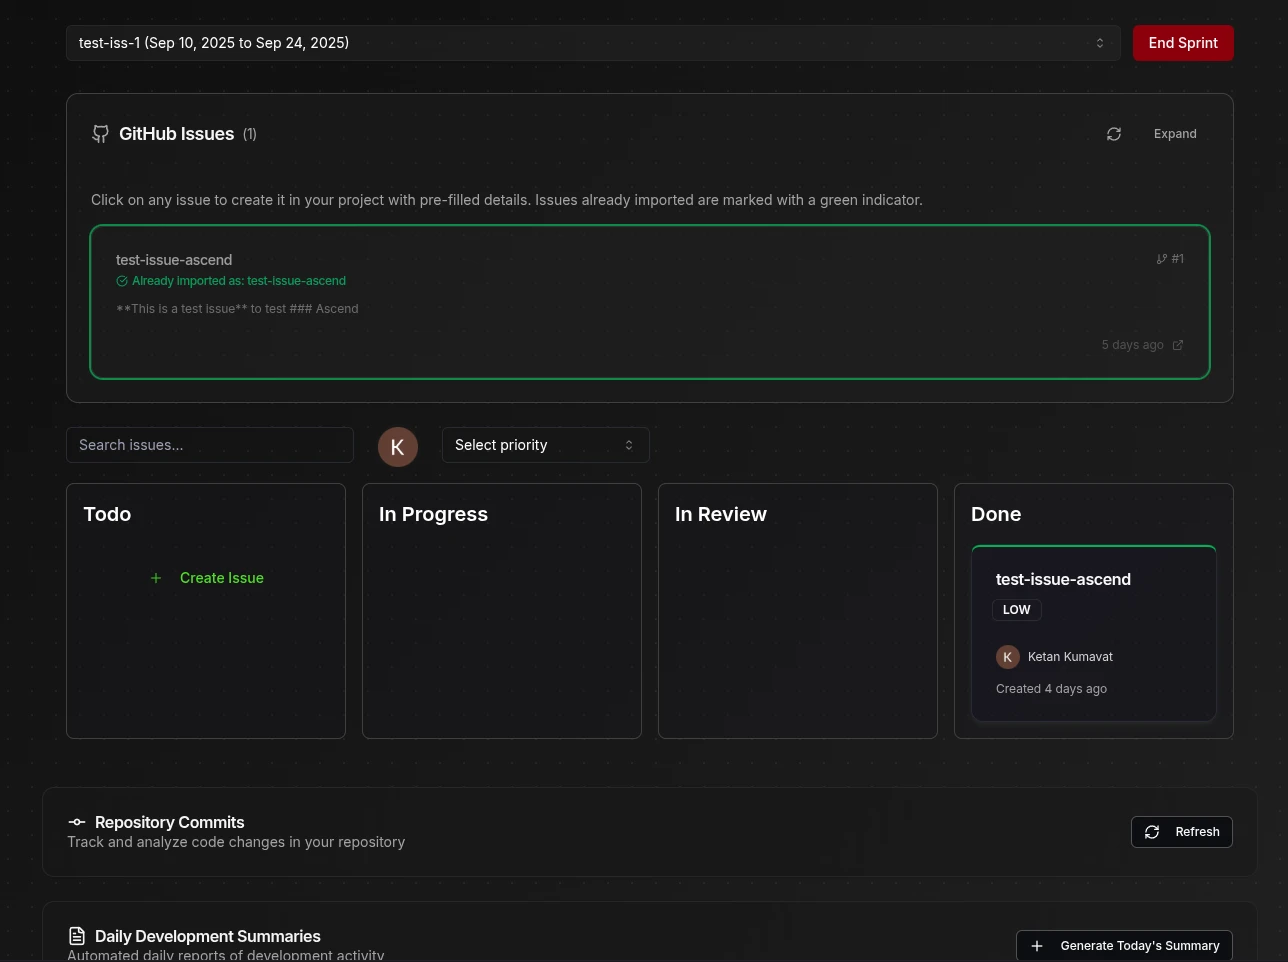 test-iss-1 (Sep 10, 2025 to Sep 24, 2025)
End Sprint
GitHub Issues (1)
Expand
Click on any issue to create it in your project with pre-filled details. Issues already imported are marked with a green indicator.
test-issue-ascend
#1
Already imported as: test-issue-ascend
**This is a test issue** to test ### Ascend
5 days ago
Search issues...
K
Select priority
Todo
In Progress
In Review
Done
Create Issue
test-issue-ascend
LOW
K Ketan Kumavat
Created 4 days ago
Repository Commits
Track and analyze code changes in your repository
Refresh
Daily Development Summaries
Automated daily reports of development activity
Generate Today's Summary